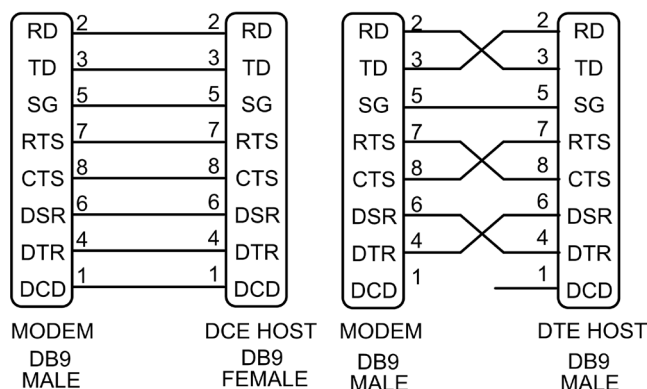 RD 2 2 RD
TD 3 3 TD
SG 5 5 SG
RTS 7 7 RTS
CTS 8 8 CTS
DSR 6 6 DSR
DTR 4 4 DTR
DCD 1 1 DCD
MODEM DCE HOST
DB9 DB9
MALE FEMALE
RD 2 2 RD
TD 3 3 TD
SG 5 5 SG
RTS 7 7 RTS
CTS 8 8 CTS
DSR 6 6 DSR
DTR 4 4 DTR
DCD 1 1 DCD
MODEM DTE HOST
DB9 DB9
MALE MALE